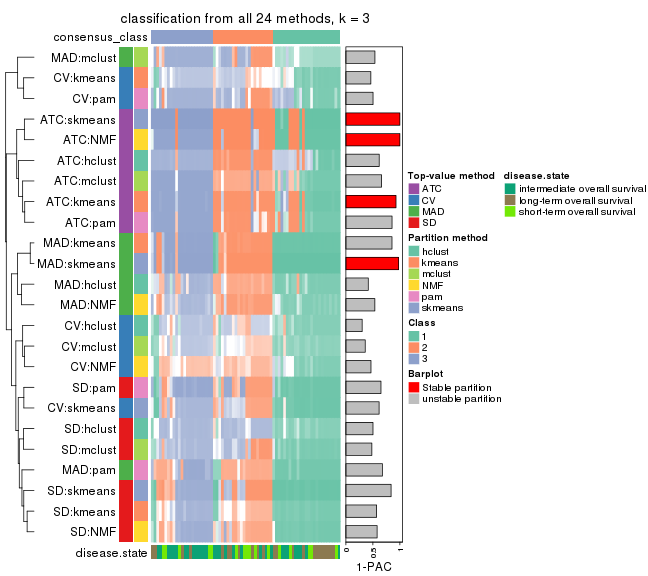 classification from all 24 methods, k = 3
consensus_class
MAD:mclust
CV:kmeans
CV:pam
ATC:skmeans
ATC:NMF
ATC:hclust
ATC:mclust
ATC:kmeans
ATC:pam
MAD:kmeans
MAD:skmeans
MAD:hclust
MAD:NMF
CV:hclust
CV:mclust
CV:NMF
SD:pam
CV:skmeans
SD:hclust
SD:mclust
MAD:pam
SD:skmeans
SD:kmeans
SD:NMF
disease.state
0 0.5 1
1-PAC
Top-value method
ATC
CV
MAD
SD
Partition method
hclust
kmeans
mclust
NMF
pam
skmeans
Class
1
2
3
Barplot
Stable partition
unstable partition
disease.state
intermediate overall survival
long-term overall survival
short-term overall survival